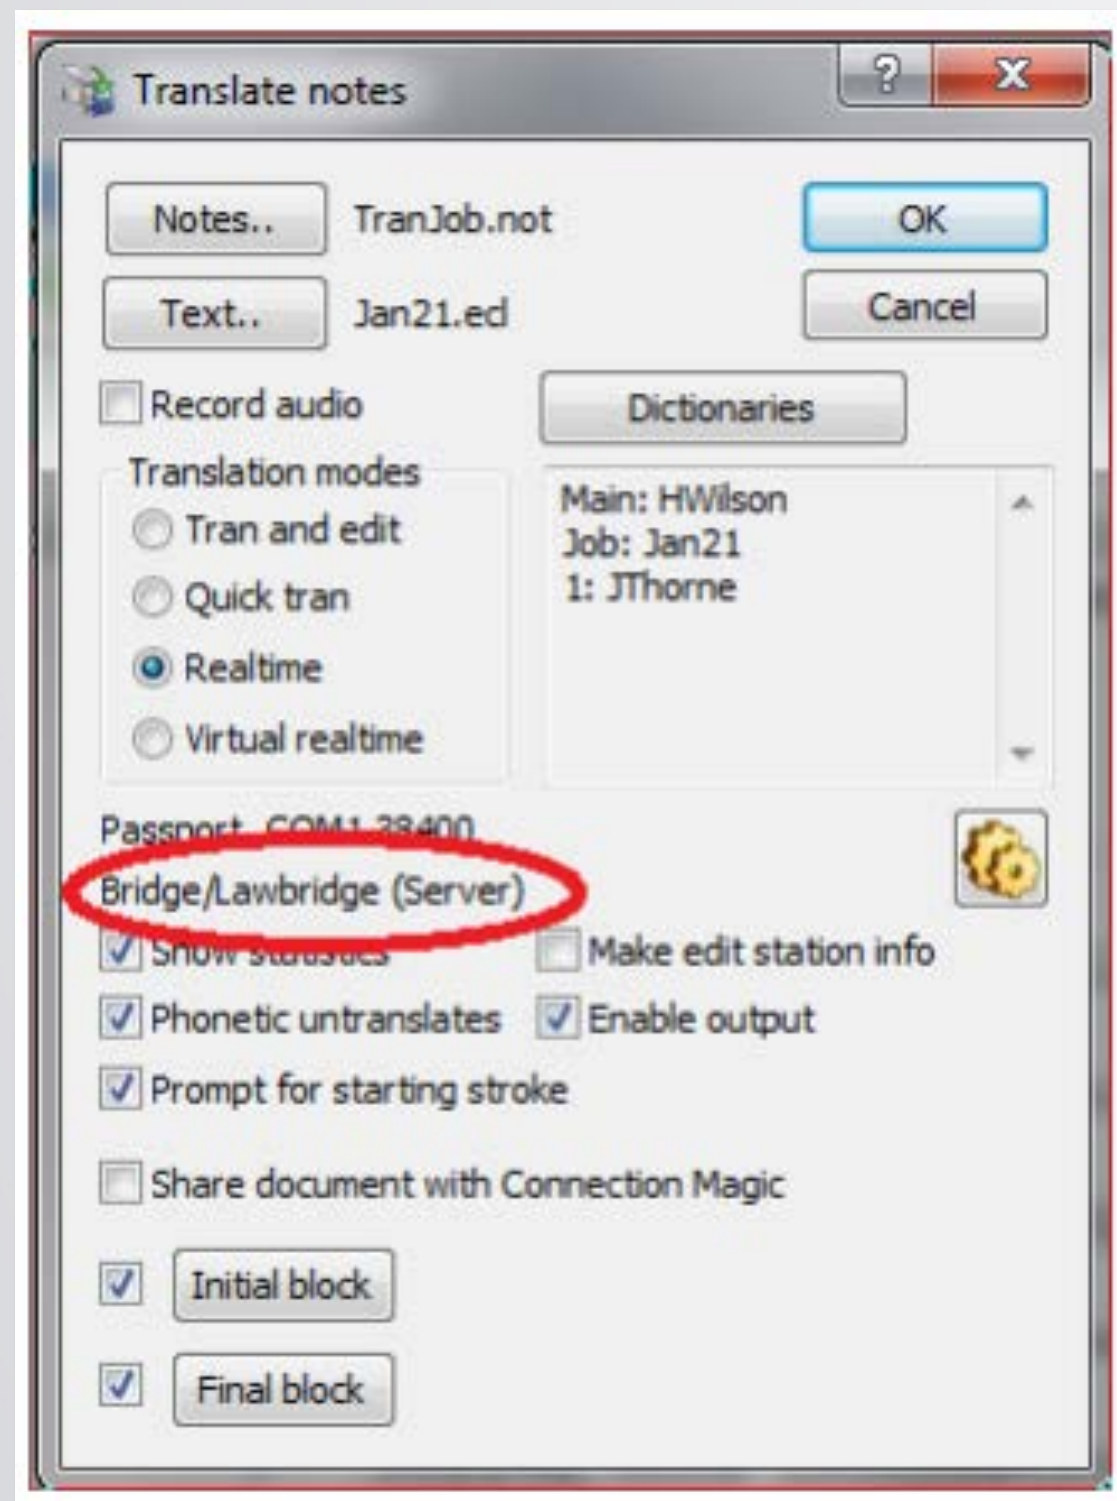 Translate notes
Notes.. TranJob.not OK
Text.. Jan21.ecl Cancel
Record audio Dictionaries
Translation modes
Tran and edit
Quick tran
Realtime
Virtual realtime
Main: HWilson
Job: Jan21
1: JThorne
Passport, COM1 38400
Bridge/Lawbridge (Server)
Show statistics Make edit station info
Phonetic untranslates Enable output
Prompt for starting stroke
Share document with Connection Magic
Initial block
Final block